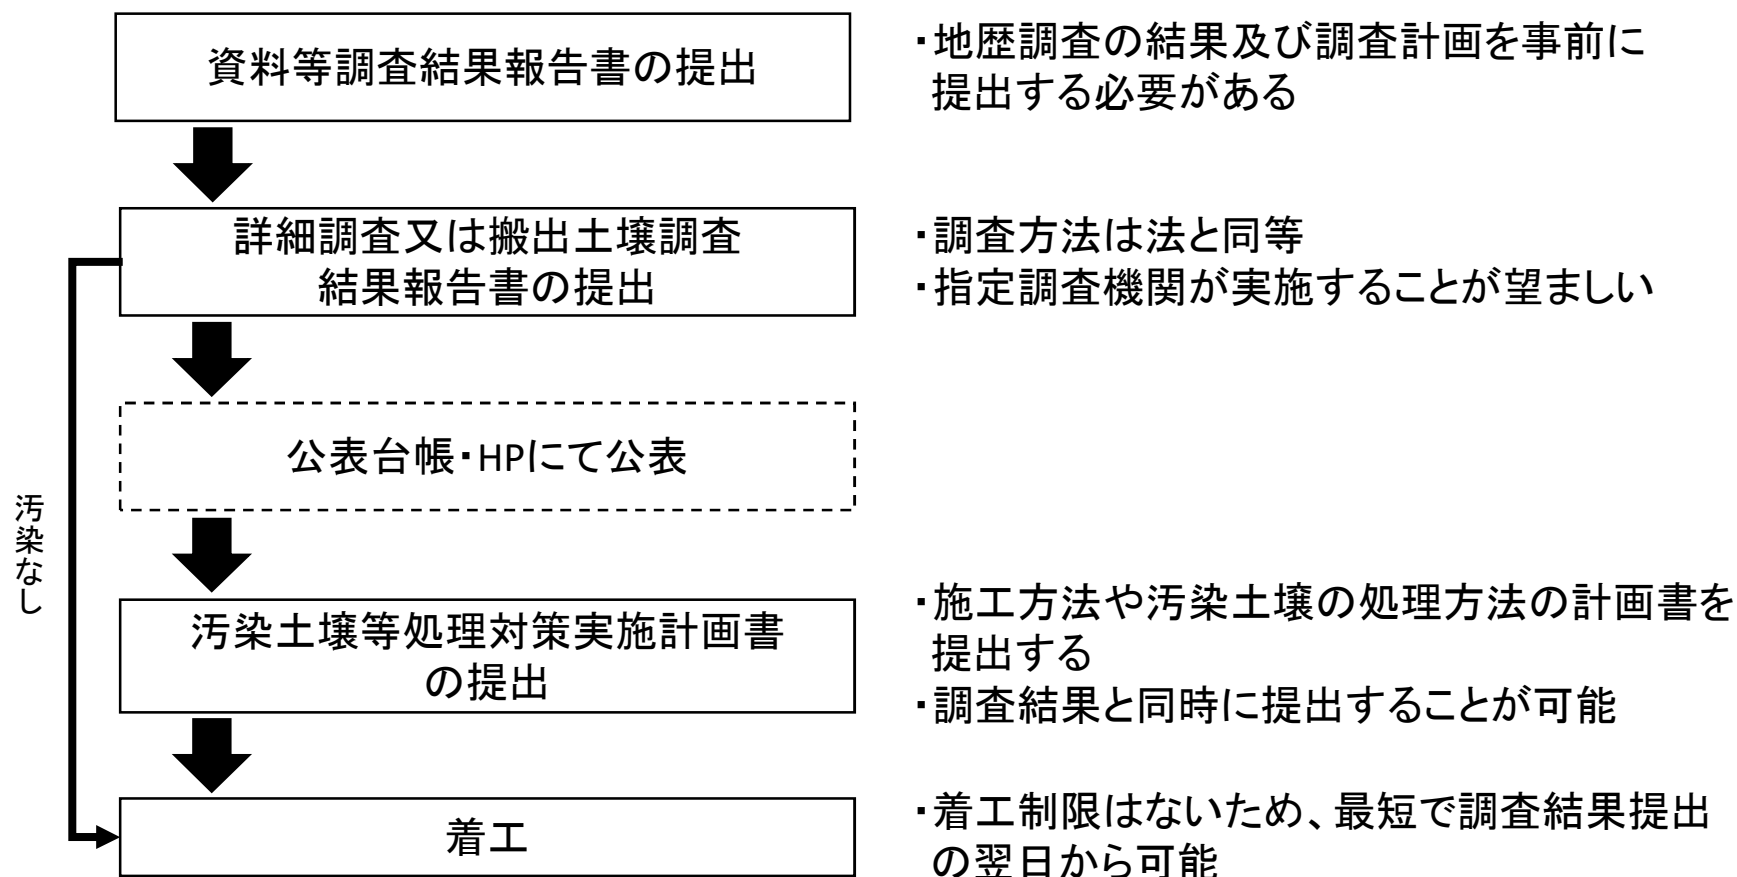 資料等調査結果報告書の提出
・地歴調査の結果及び調査計画を事前に
提出する必要がある
詳細調査又は搬出土壌調査
結果報告書の提出
・調査方法は法と同等
・指定調査機関が実施することが望ましい
公表台帳・HPにて公表
汚染なし
汚染土壌等処理対策実施計画書
の提出
・施工方法や汚染土壌の処理方法の計画書を
提出する
・調査結果と同時に提出することが可能
着工
・着工制限はないため、最短で調査結果提出
の翌日から可能